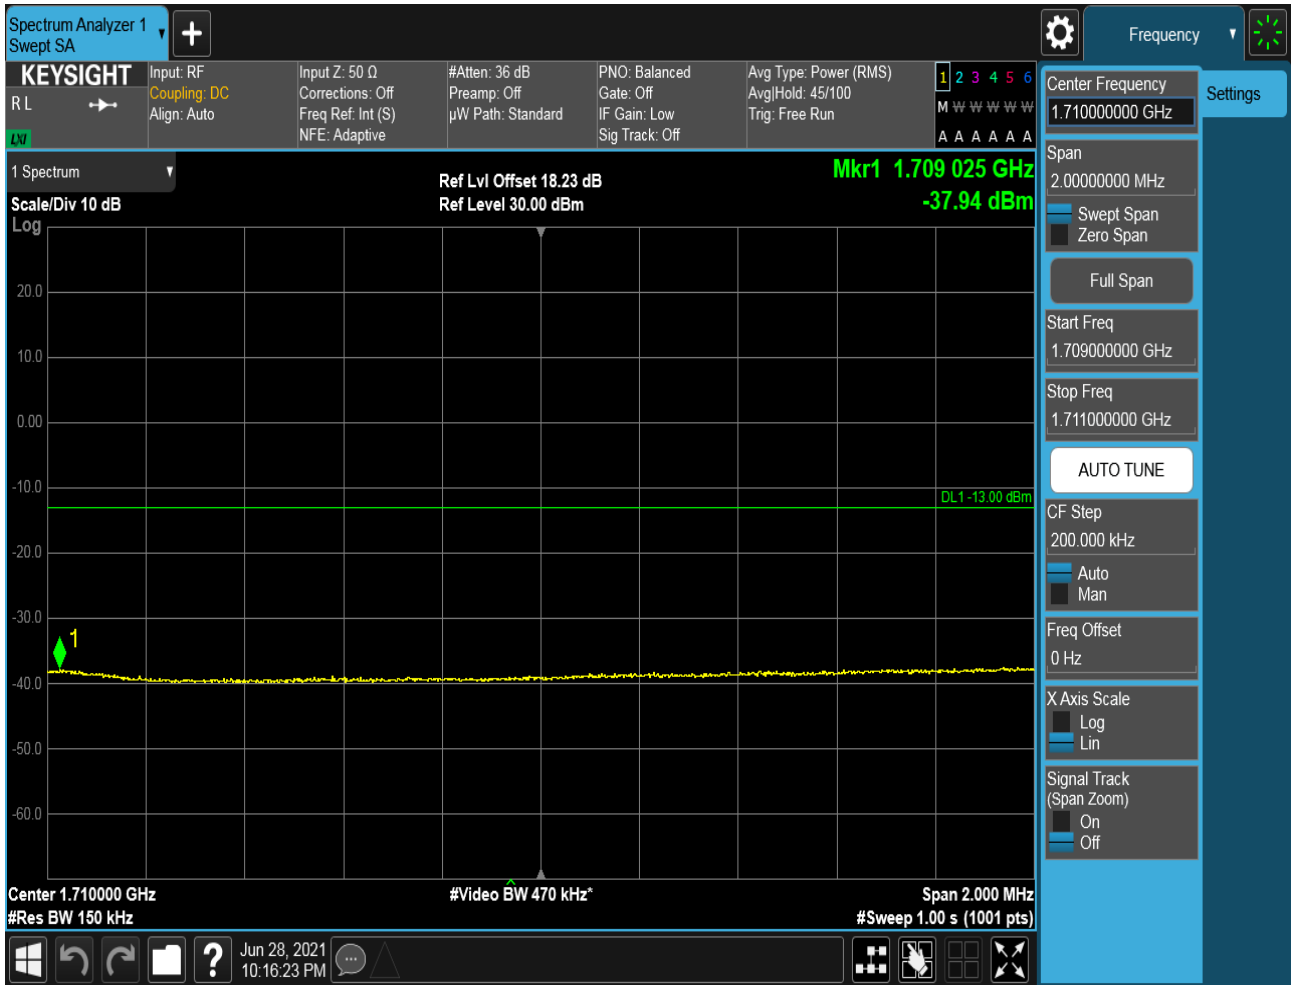 Spectrum Analyzer 1
Swept SA
Frequency
KEYSIGHT
R L
LXI
Input: RF
Coupling: DC
Align: Auto
Input Z: 50 Ω
Corrections: Off
Freq Ref: Int (S)
NFE: Adaptive
#Atten: 36 dB
Preamp: Off
µW Path: Standard
PNO: Balanced
Gate: Off
IF Gain: Low
Sig Track: Off
Avg Type: Power (RMS)
Avg|Hold: 45/100
Trig: Free Run
1 2 3 4 5 6
M W W W W W
A A A A A A
1 Spectrum
Scale/Div 10 dB
Log
Ref Lvl Offset 18.23 dB
Ref Level 30.00 dBm
Mkr1 1.709 025 GHz
-37.94 dBm
20.0
10.0
0.00
-10.0
-20.0
-30.0
-40.0
-50.0
-60.0
DL1 -13.00 dBm
1
Center 1.710000 GHz
#Res BW 150 kHz
#Video BW 470 kHz*
Span 2.000 MHz
#Sweep 1.00 s (1001 pts)
?
Jun 28, 2021
10:16:23 PM
Center Frequency
1.710000000 GHz
Settings
Span
2.00000000 MHz
Swept Span
Zero Span
Full Span
Start Freq
1.709000000 GHz
Stop Freq
1.711000000 GHz
AUTO TUNE
CF Step
200.000 kHz
Auto
Man
Freq Offset
0 Hz
X Axis Scale
Log
Lin
Signal Track
(Span Zoom)
On
Off